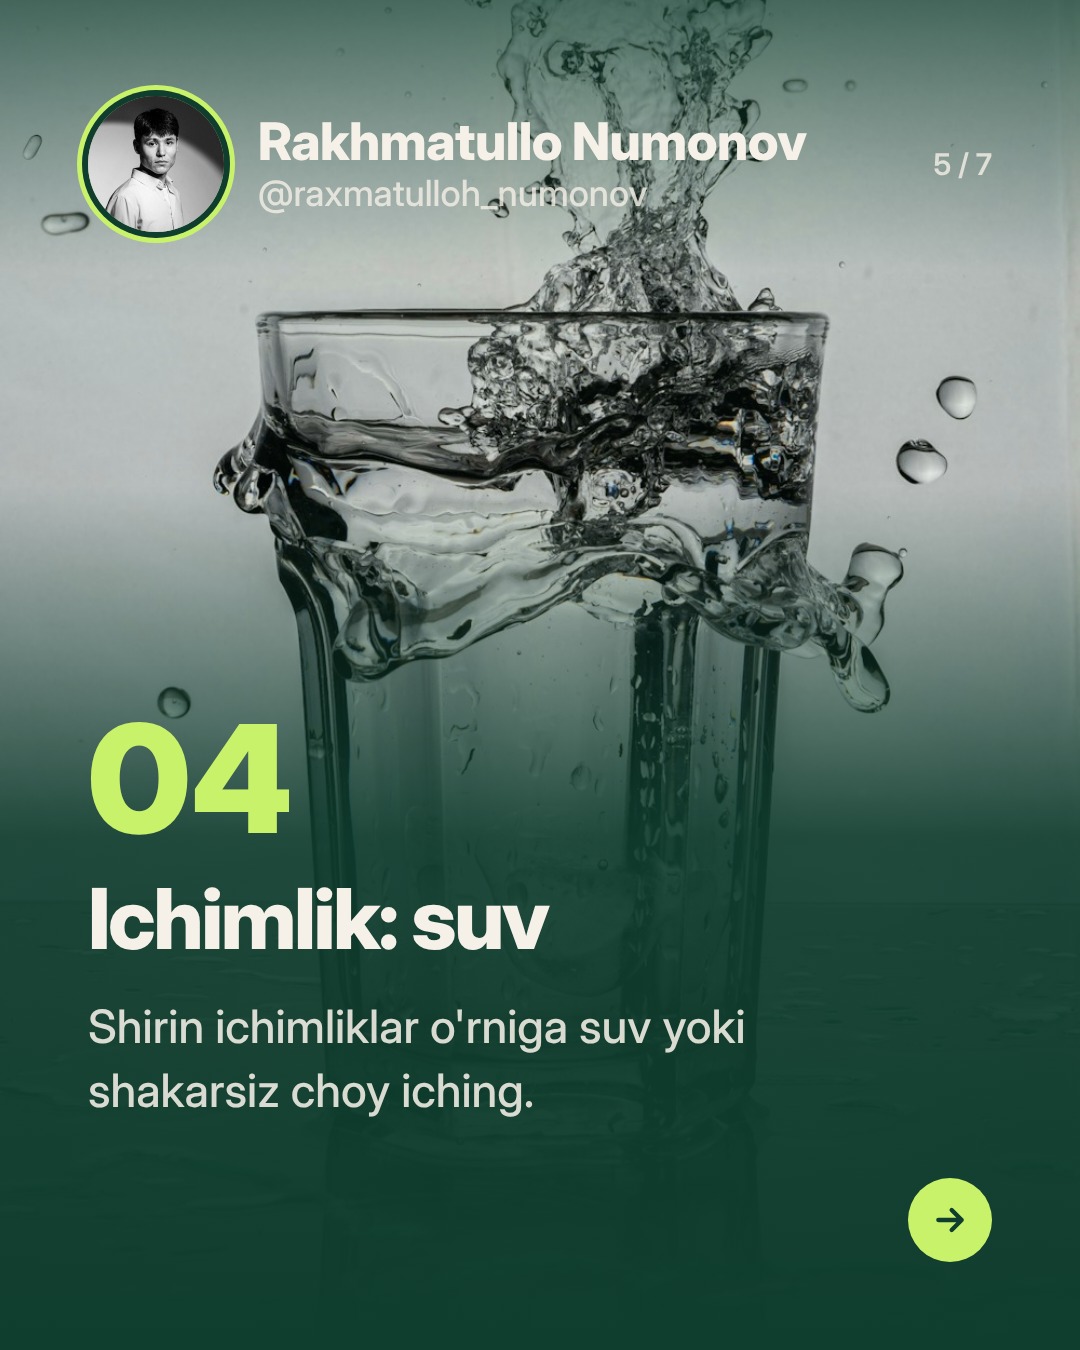 Rakhmatullo Numonov
@raxmatulloh_numonov
5 / 7
04
Ichimlik: suv
Shirin ichimliklar o'rniga suv yoki
shakarsiz choy iching.